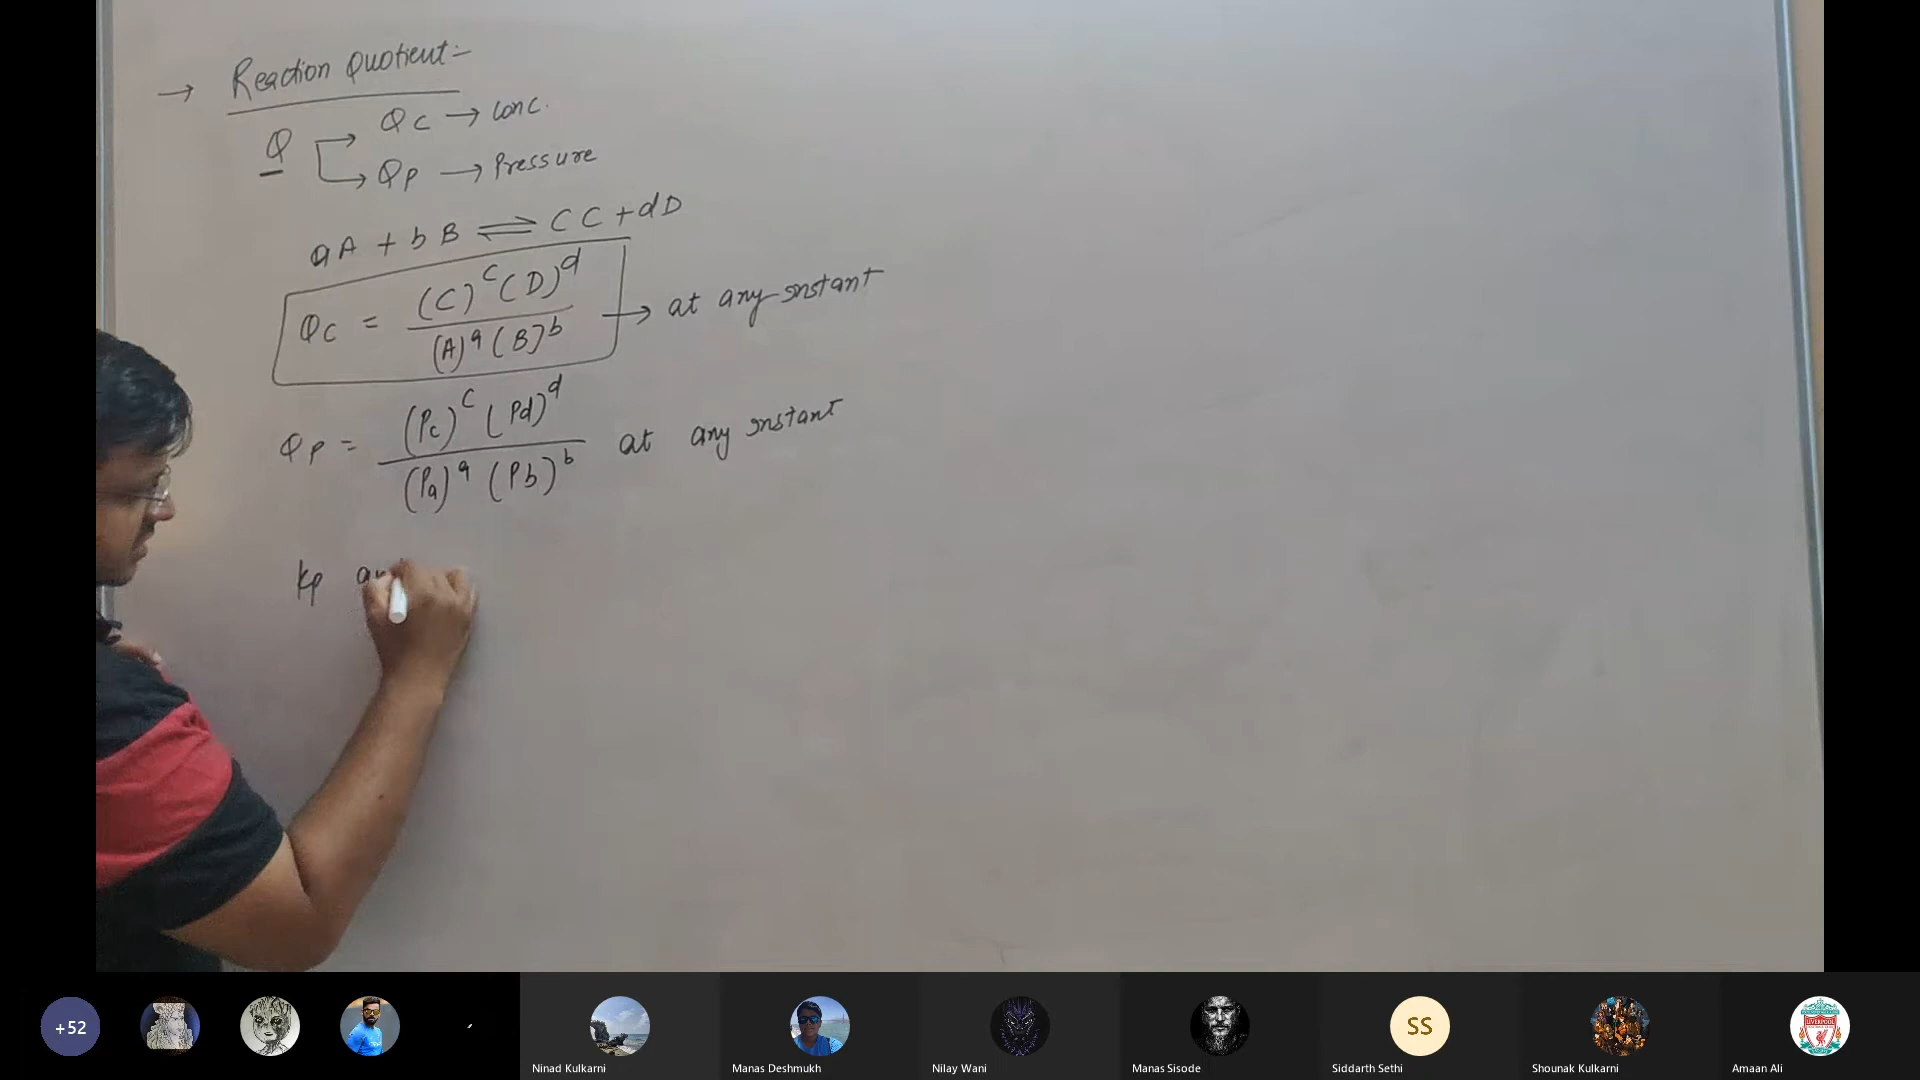 → Reaction Quotient:-
Q → Qc → Conc.
→ Qp → Pressure
aA + bB ⇌ cC + dD
Qc = (C)^c (D)^d / (A)^a (B)^b → at any instant
Qp = (Pc)^c (Pd)^d / (Pa)^a (Pb)^b at any instant
Kp
+52
SS
LIVERPOOL
Ninad Kulkarni
Manas Deshmukh
Nilay Wani
Manas Sisode
Siddarth Sethi
Shounak Kulkarni
Amaan Ali